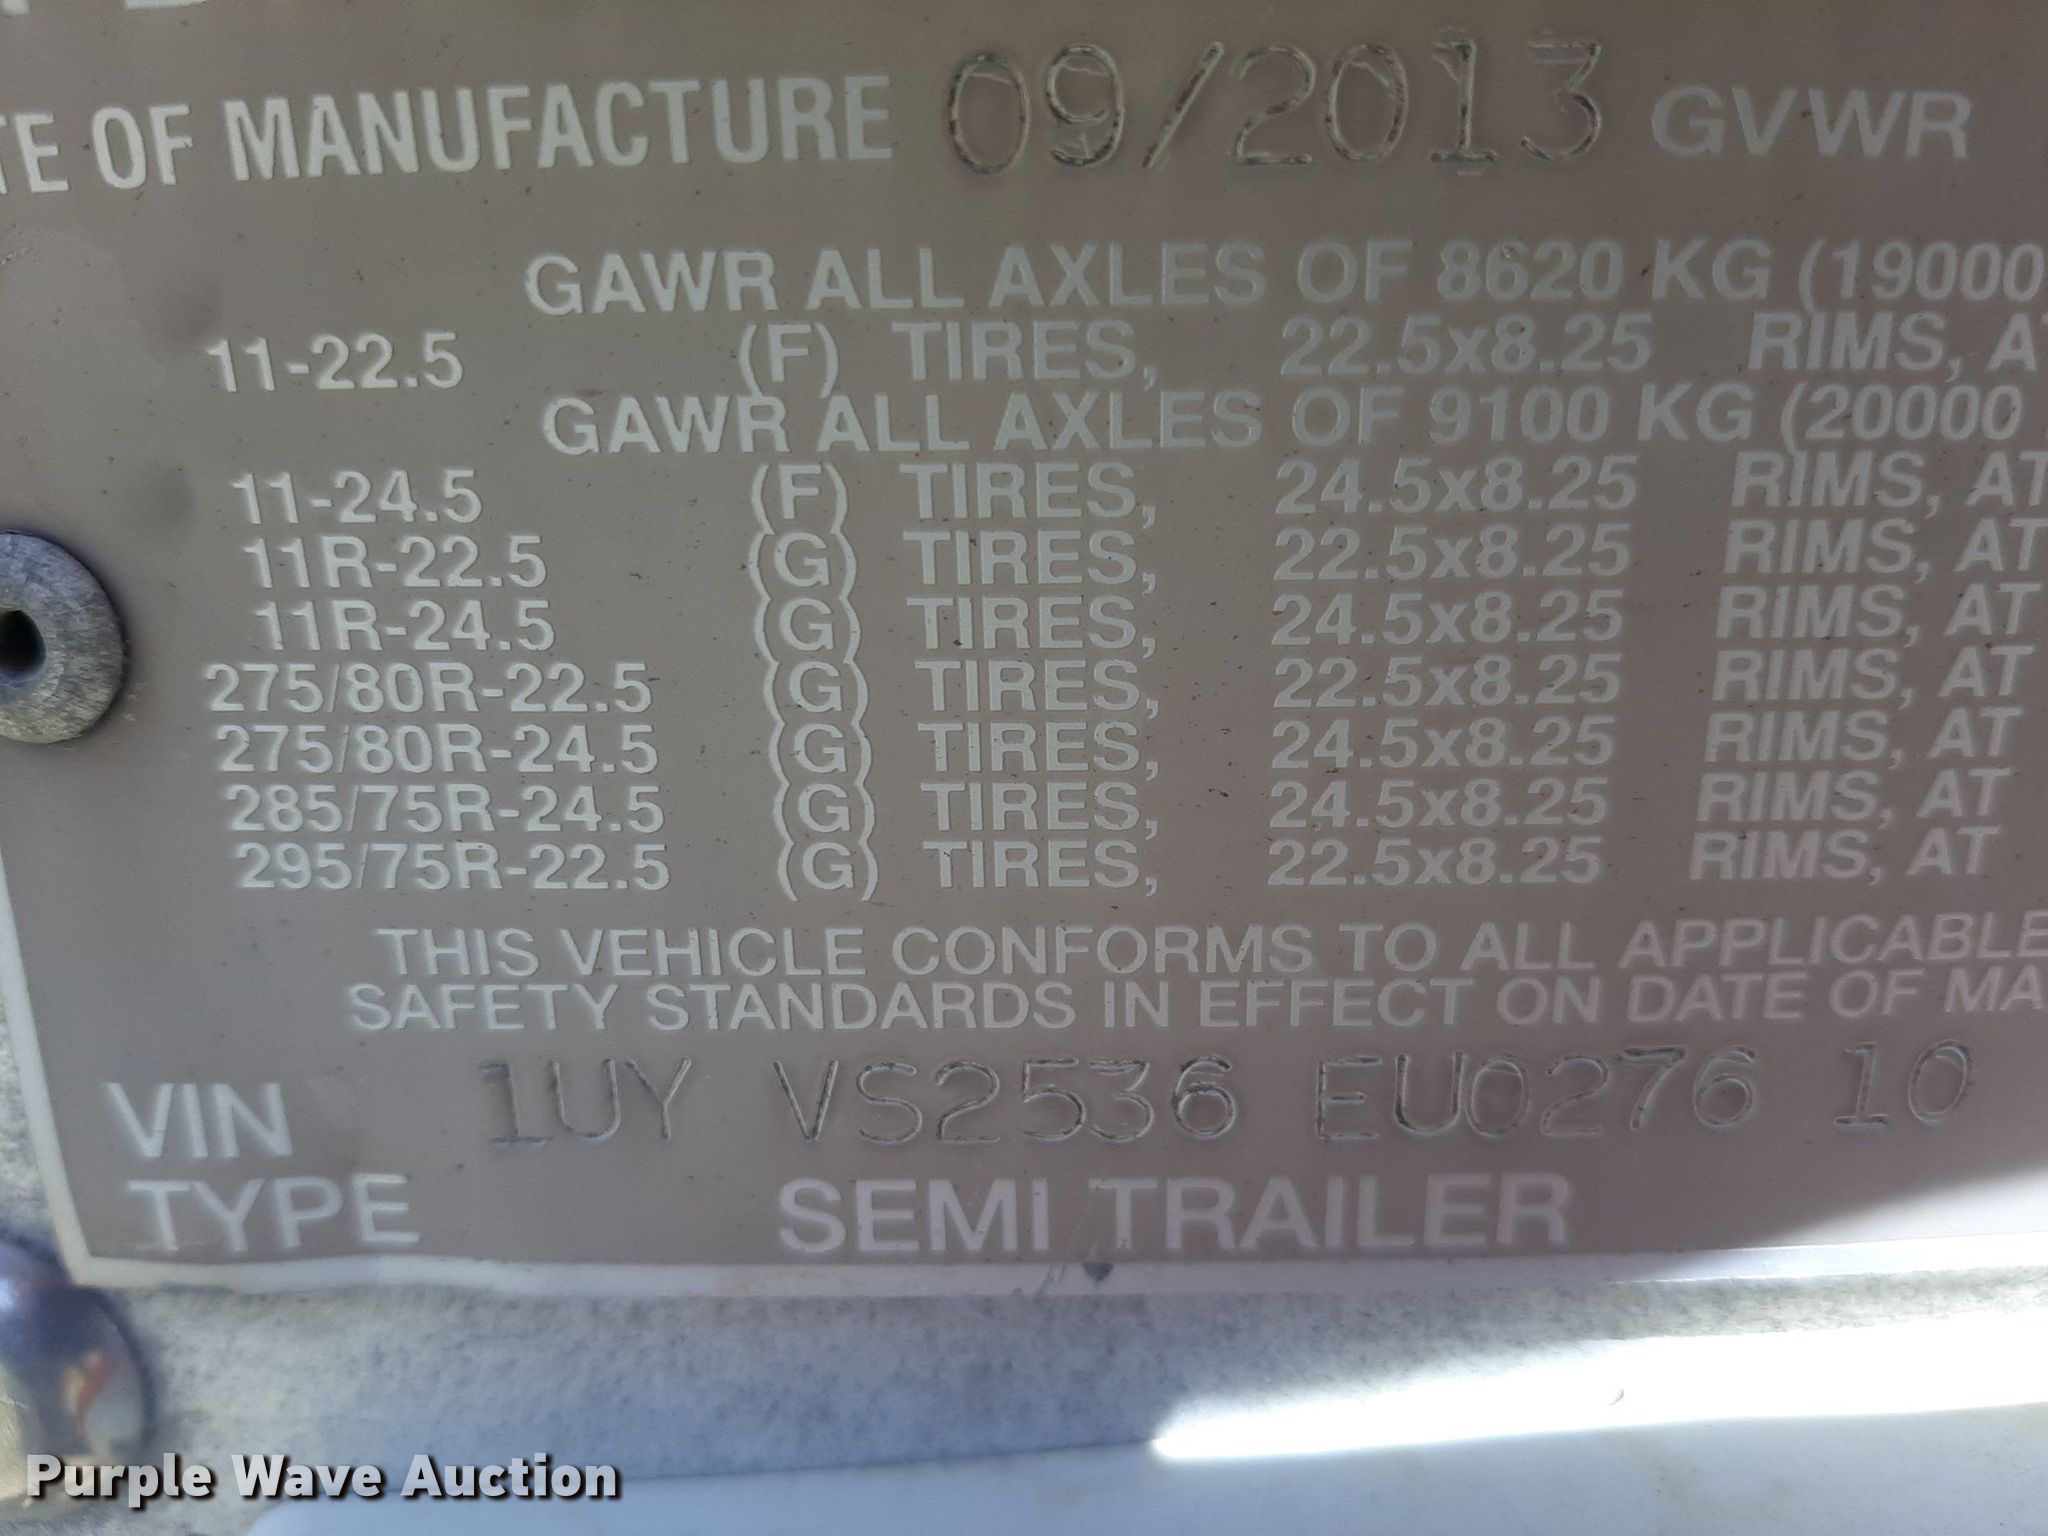 TE OF MANUFACTURE 09/2013 GVWR
GAWR ALL AXLES OF 8620 KG (19000
11-22.5 (F) TIRES, 22.5x8.25 RIMS, AT
GAWR ALL AXLES OF 9100 KG (20000
11-24.5 (F) TIRES, 24.5x8.25 RIMS, AT
11R-22.5 (G) TIRES, 22.5x8.25 RIMS, AT
11R-24.5 (G) TIRES, 24.5x8.25 RIMS, AT
275/80R-22.5 (G) TIRES, 22.5x8.25 RIMS, AT
275/80R-24.5 (G) TIRES, 24.5x8.25 RIMS, AT
285/75R-24.5 (G) TIRES, 24.5x8.25 RIMS, AT
295/75R-22.5 (G) TIRES, 22.5x8.25 RIMS, AT
THIS VEHICLE CONFORMS TO ALL APPLICABLE
SAFETY STANDARDS IN EFFECT ON DATE OF MA
VIN 1UY VS2536 EU0276 10
TYPE SEMI TRAILER
Purple Wave Auction